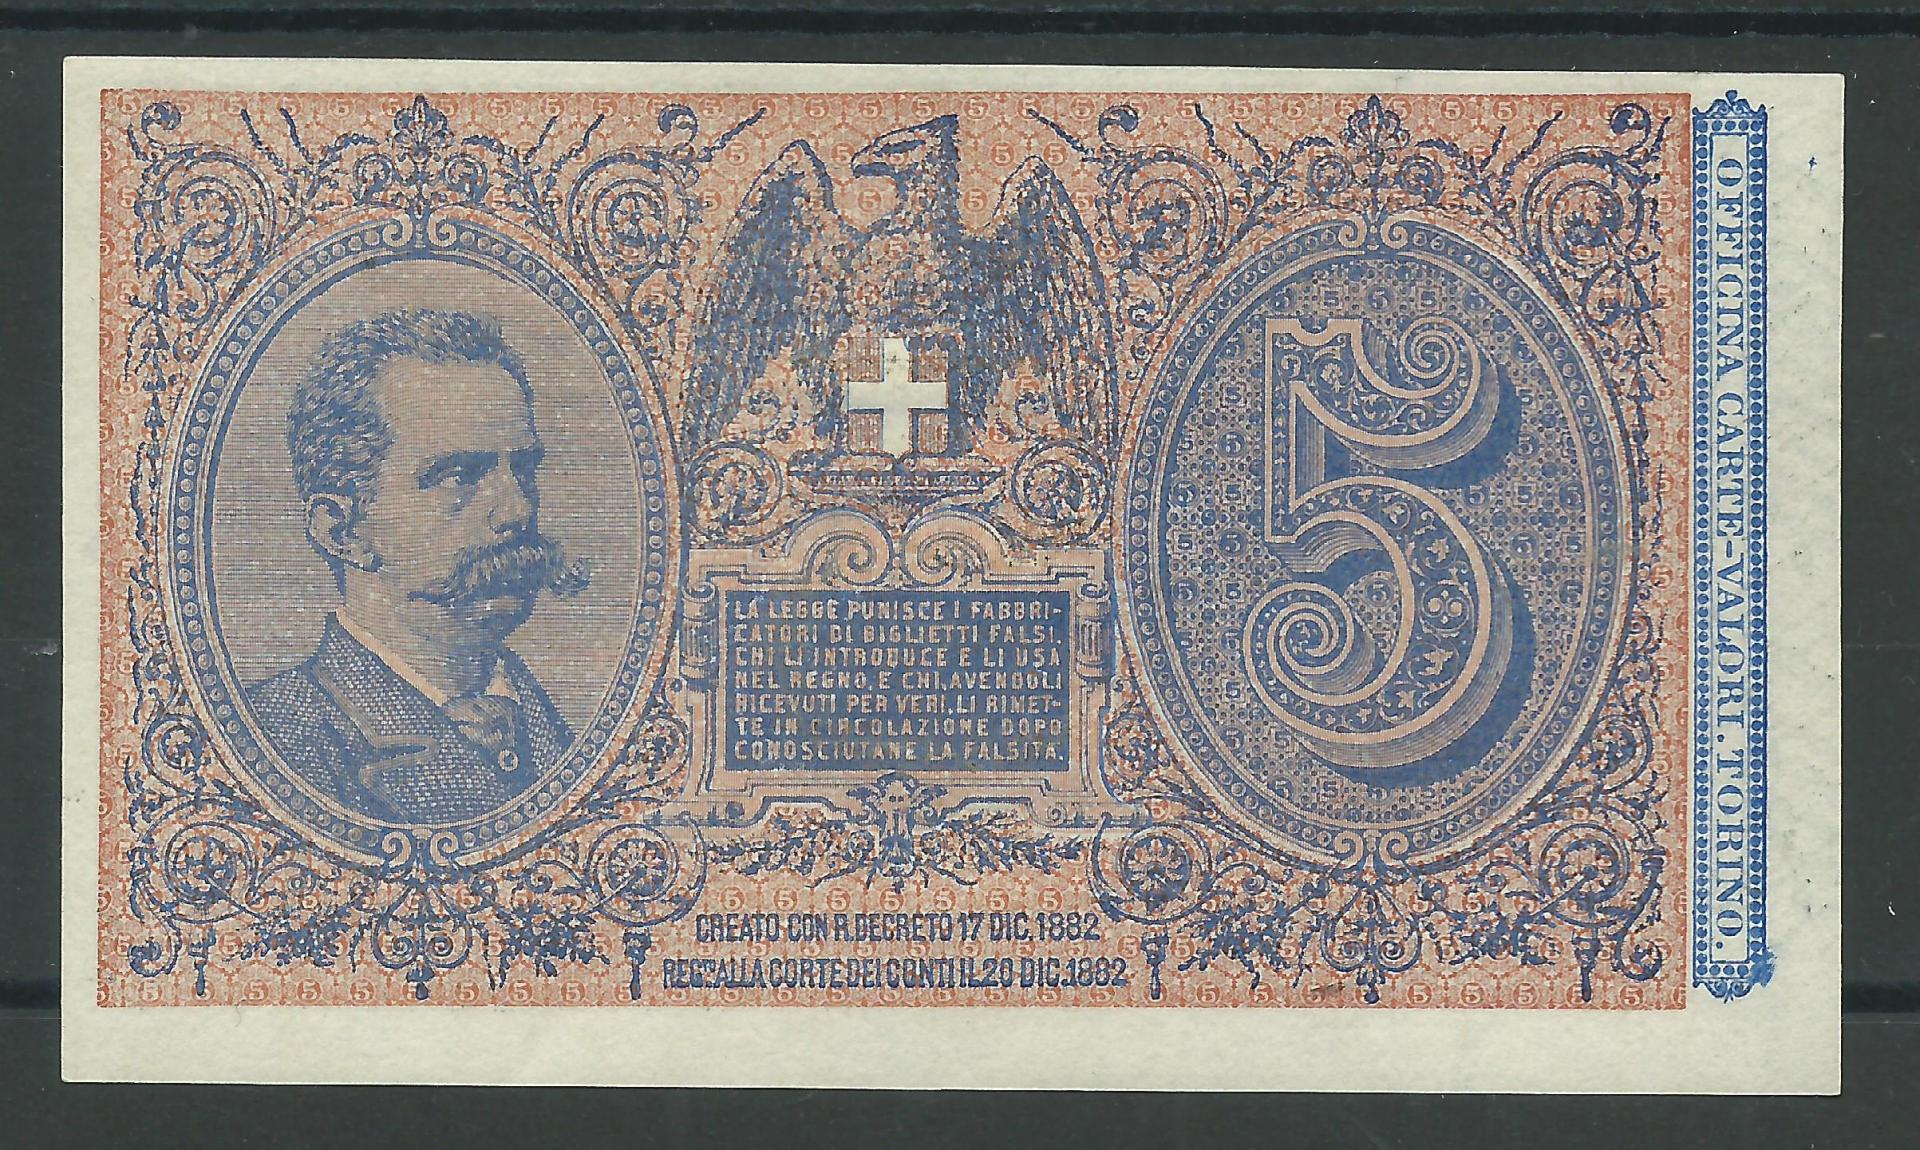 LA LEGGE PUNISCE I FABBRI-
CATORI DI BIGLIETTI FALSI,
CHI LI INTRODUCE E LI USA
NEL REGNO, E CHI, AVENDOLI
RICEVUTI PER VERI, LI RIMET-
TE IN CIRCOLAZIONE DOPO
CONOSCIUTANE LA FALSITÀ.
5
CREATO CON R. DECRETO 17 DIC. 1882
REG.TO ALLA CORTE DEI CONTI IL 20 DIC. 1882
OFFICINA CARTE-VALORI. TORINO.